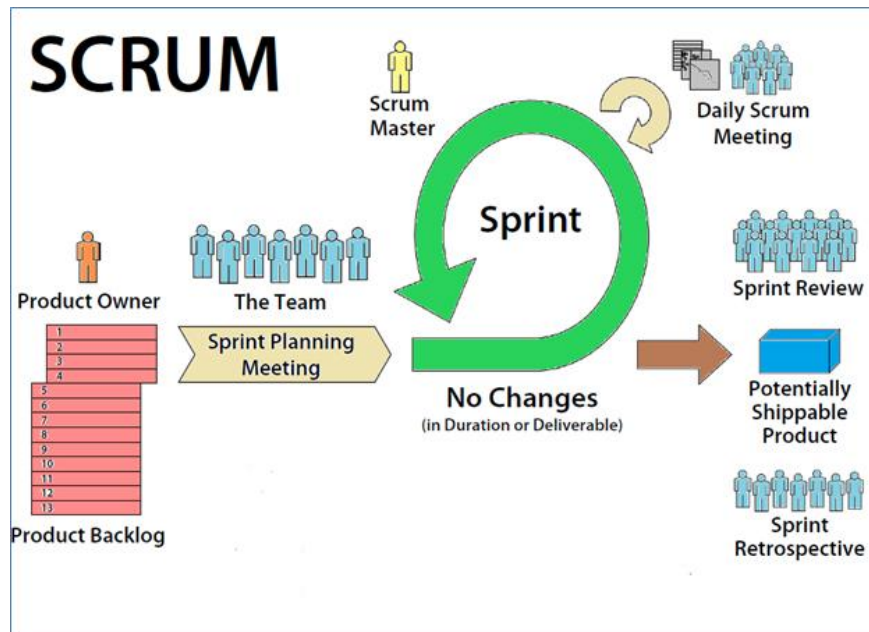 SCRUM
Scrum
Master
Daily Scrum
Meeting
Sprint
Product Owner
The Team
Sprint Review
1
2
3
4
5
6
7
8
9
10
11
12
13
Sprint Planning
Meeting
No Changes
(in Duration or Deliverable)
Potentially
Shippable
Product
Product Backlog
Sprint
Retrospective